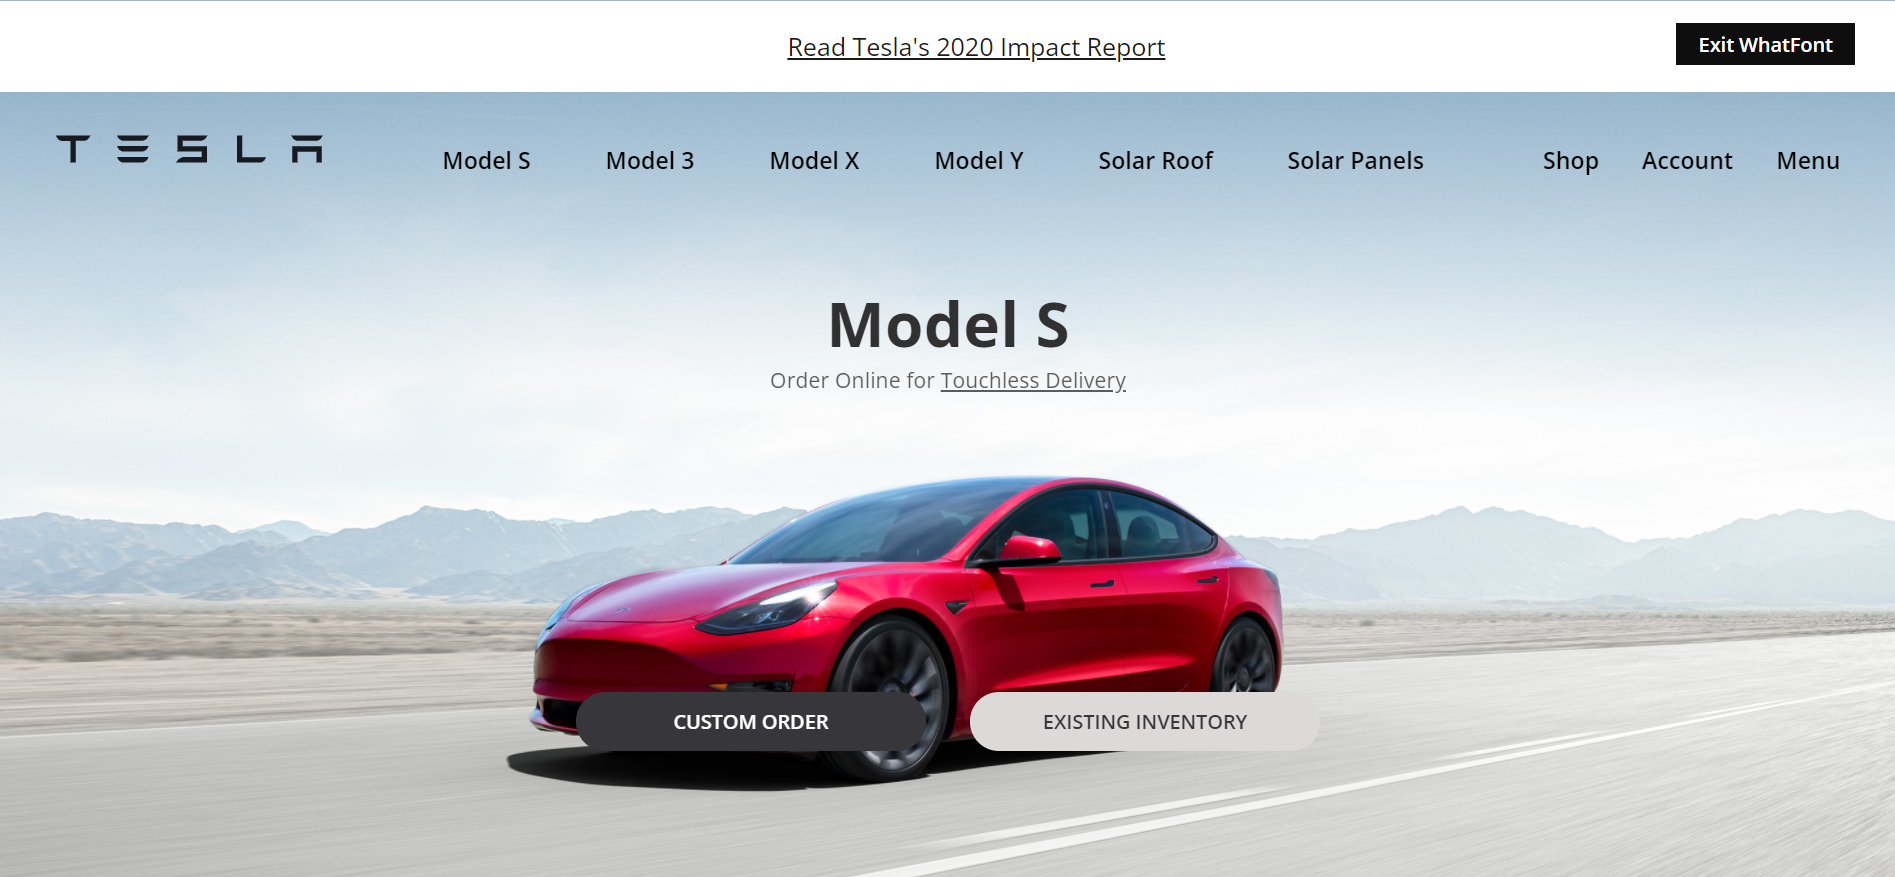 Read Tesla's 2020 Impact Report
Exit WhatFont
TESLA
Model S
Model 3
Model X
Model Y
Solar Roof
Solar Panels
Shop
Account
Menu
Model S
Order Online for Touchless Delivery
CUSTOM ORDER
EXISTING INVENTORY